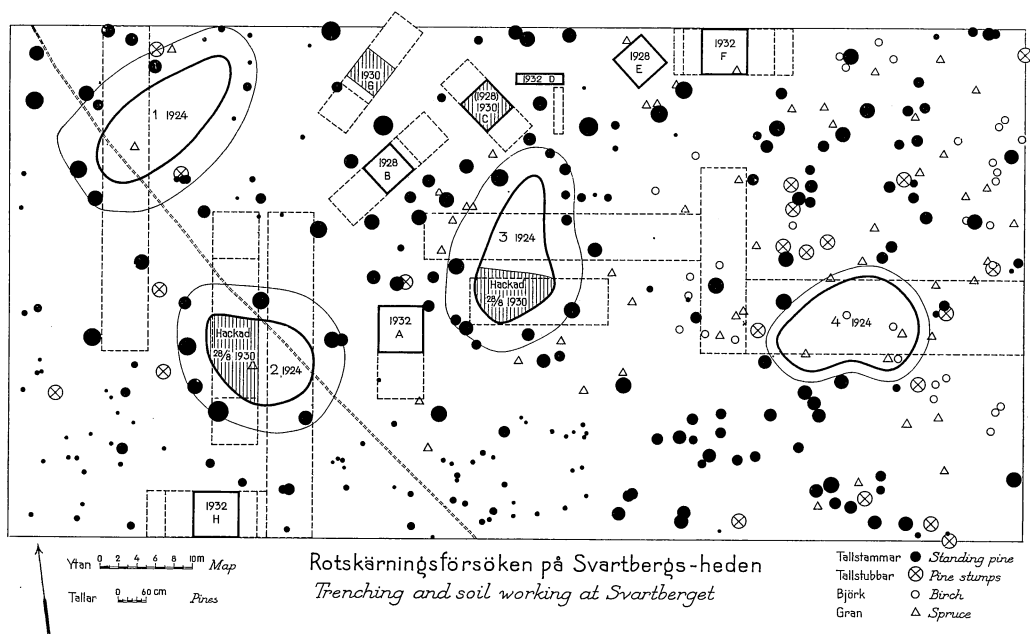 1 1924
1930
G
(1928)
1930
C
1932 D
1928
E
1932
F
1928
B
3 1924
Hackad
28/8 1930
1932
A
Hackad
28/8 1930
2 1924
4 1924
1932
H
Rotskärningsförsöken på Svartbergs-heden
Trenching and soil working at Svartberget
Ytan 0 2 4 6 8 10m Map
Tallar 0 60 cm Pines
Tallstammar Standing pine
Tallstubbar Pine stumps
Björk Birch
Gran Spruce